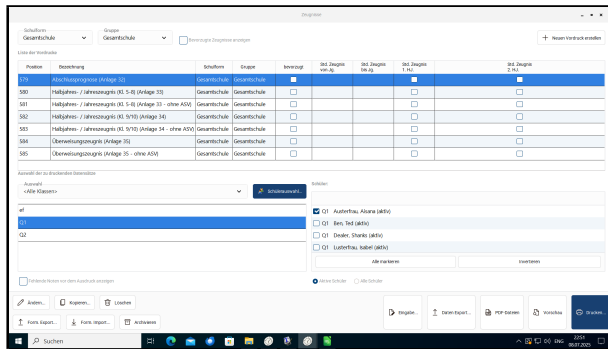 Zeugnisse
Schulform
Gesamtschule
Gruppe
Gesamtschule
Bevorzugte Zeugnisse anzeigen
Neuen Vordruck erstellen
Liste der Vordrucke
Position Bezeichnung Schulform Gruppe bevorzugt Std. Zeugnis von Jg. Std. Zeugnis bis Jg. Std. Zeugnis 1. HJ. Std. Zeugnis 2. HJ.
579 Abschlussprognose (Anlage 32) Gesamtschule Gesamtschule
580 Halbjahres- / Jahreszeugnis (Kl. 5-8) (Anlage 33) Gesamtschule Gesamtschule
581 Halbjahres- / Jahreszeugnis (Kl. 5-8) (Anlage 33 - ohne ASV) Gesamtschule Gesamtschule
582 Halbjahres- / Jahreszeugnis (Kl. 9/10) (Anlage 34) Gesamtschule Gesamtschule
583 Halbjahres- / Jahreszeugnis (Kl. 9/10) (Anlage 34 - ohne ASV) Gesamtschule Gesamtschule
584 Überweisungszeugnis (Anlage 35) Gesamtschule Gesamtschule
585 Überweisungszeugnis (Anlage 35 - ohne ASV) Gesamtschule Gesamtschule
Auswahl der zu druckenden Datensätze
Auswahl
<Alle Klassen>
Schülerauswahl...
Schüler:
ef
Q1
Q2
Q1 Austerfrau, Aisana (aktiv)
Q1 Ben, Ted (aktiv)
Q1 Dealer, Shanks (aktiv)
Q1 Lusterfrau, Isabel (aktiv)
Alle markieren Invertieren
Fehlende Noten vor dem Ausdruck anzeigen
Aktive Schüler Alle Schüler
Ändern... Kopieren... Löschen
Form Export... Form Import... Archivieren
Eingabe... Daten Export... PDF-Dateien Vorschau Drucken...
Suchen
ENG
22:51
08.07.2025